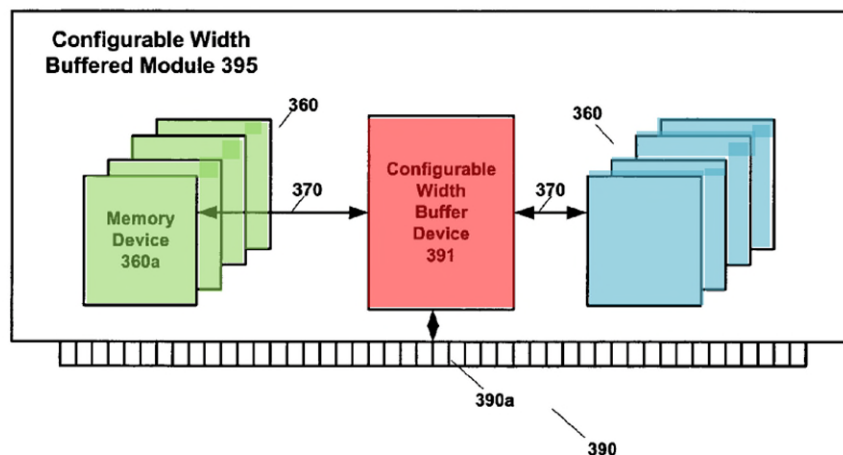 Configurable Width
Buffered Module 395
360
360
370
370
Memory
Device
360a
Configurable
Width
Buffer
Device
391
390a
390